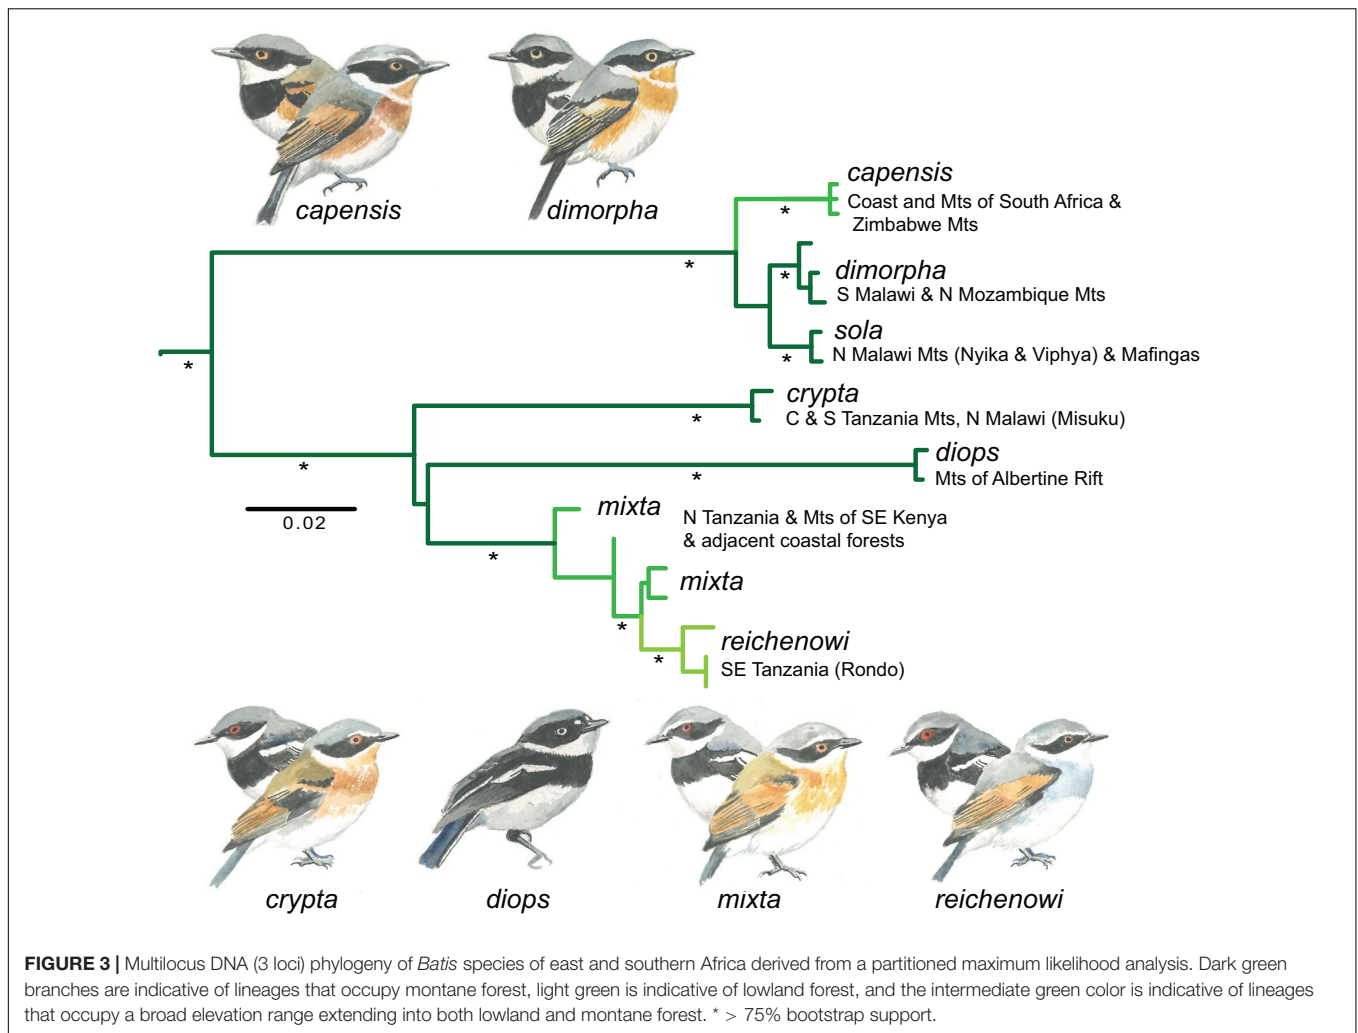 capensis
dimorpha
capensis
Coast and Mts of South Africa &
Zimbabwe Mts
*
*
dimorpha
*
S Malawi & N Mozambique Mts
sola
N Malawi Mts (Nyika & Viphya) & Mafingas
*
*
crypta
C & S Tanzania Mts, N Malawi (Misuku)
*
diops
Mts of Albertine Rift
*
*
0.02
mixta
N Tanzania & Mts of SE Kenya
& adjacent coastal forests
*
mixta
*
reichenowi
SE Tanzania (Rondo)
*
crypta
diops
mixta
reichenowi
FIGURE 3 | Multilocus DNA (3 loci) phylogeny of Batis species of east and southern Africa derived from a partitioned maximum likelihood analysis. Dark green
branches are indicative of lineages that occupy montane forest, light green is indicative of lowland forest, and the intermediate green color is indicative of lineages
that occupy a broad elevation range extending into both lowland and montane forest. * > 75% bootstrap support.